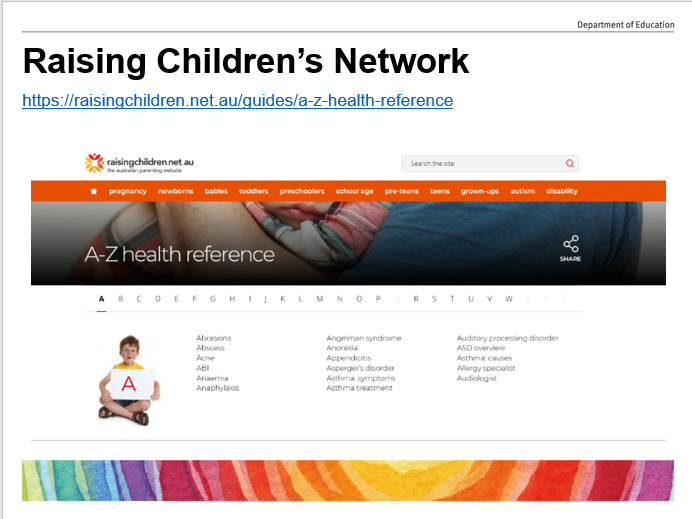 Department of Education
Raising Children’s Network
https://raisingchildren.net.au/guides/a-z-health-reference
raisingchildren.net.au
the australian parenting website
Search the site
pregnancy newborns babies toddlers preschoolers school age pre-teens teens grown-ups autism disability
A-Z health reference
SHARE
A B C D E F G H I J K L M N O P Q R S T U V W X Y Z
A
Abrasions
Abscess
Acne
ABI
Anaemia
Anaphylaxis
Angelman syndrome
Anorexia
Appendicitis
Asperger's disorder
Asthma: symptoms
Asthma treatment
Auditory processing disorder
ASD overview
Asthma: causes
Allergy specialist
Audiologist